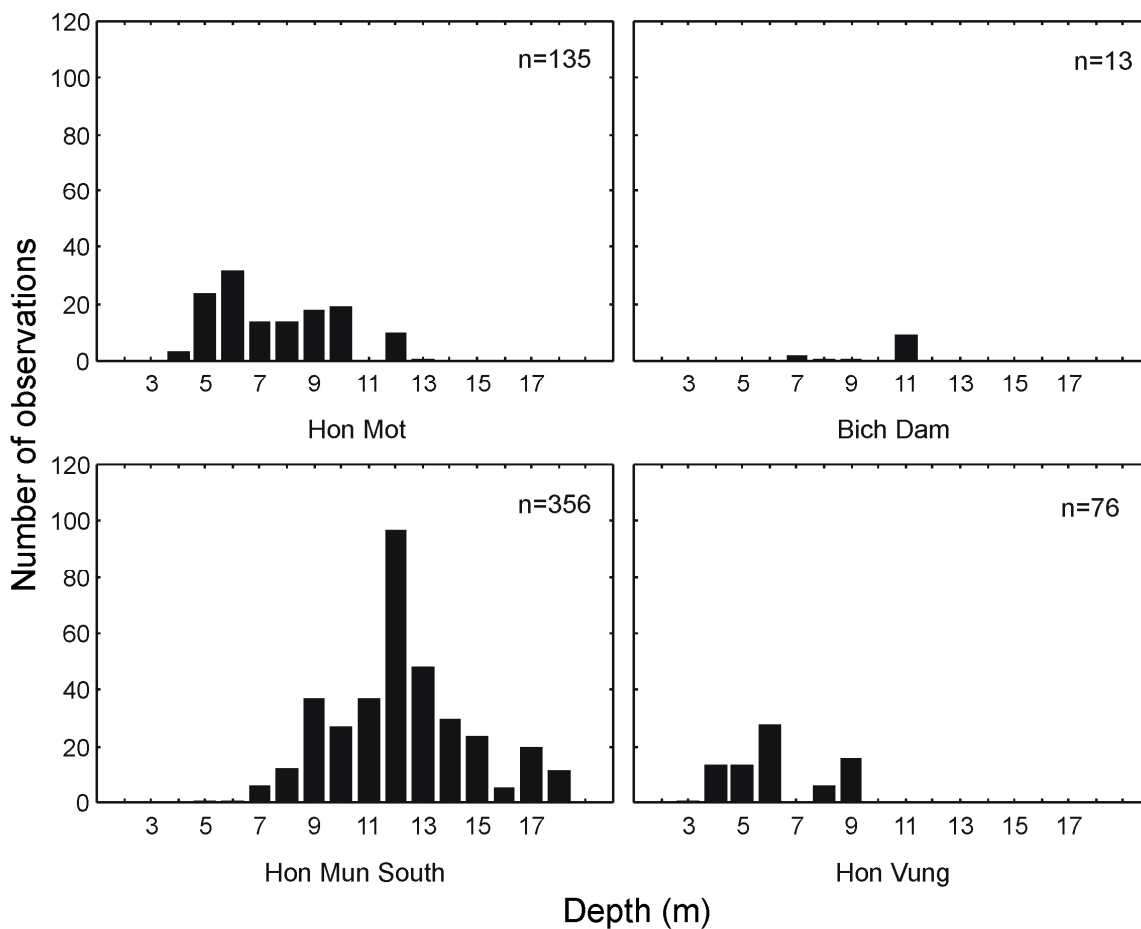 Number of observations
120
100
80
60
40
20
0
n=135
3 5 7 9 11 13 15 17
Hon Mot
n=13
3 5 7 9 11 13 15 17
Bich Dam
120
100
80
60
40
20
0
n=356
3 5 7 9 11 13 15 17
Hon Mun South
n=76
3 5 7 9 11 13 15 17
Hon Vung
Depth (m)